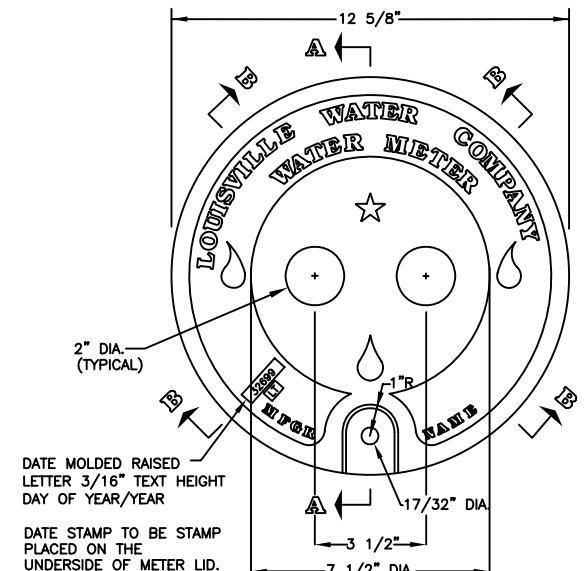 12 5/8"
A
B
B
LOUISVILLE WATER COMPANY
WATER METER
2" DIA.
(TYPICAL)
32699
LT
1"R
B
B
MFGR
NAME
DATE MOLDED RAISED
LETTER 3/16" TEXT HEIGHT
DAY OF YEAR/YEAR
A
17/32" DIA.
DATE STAMP TO BE STAMP
PLACED ON THE
UNDERSIDE OF METER LID.
3 1/2"
7 1/2" DIA